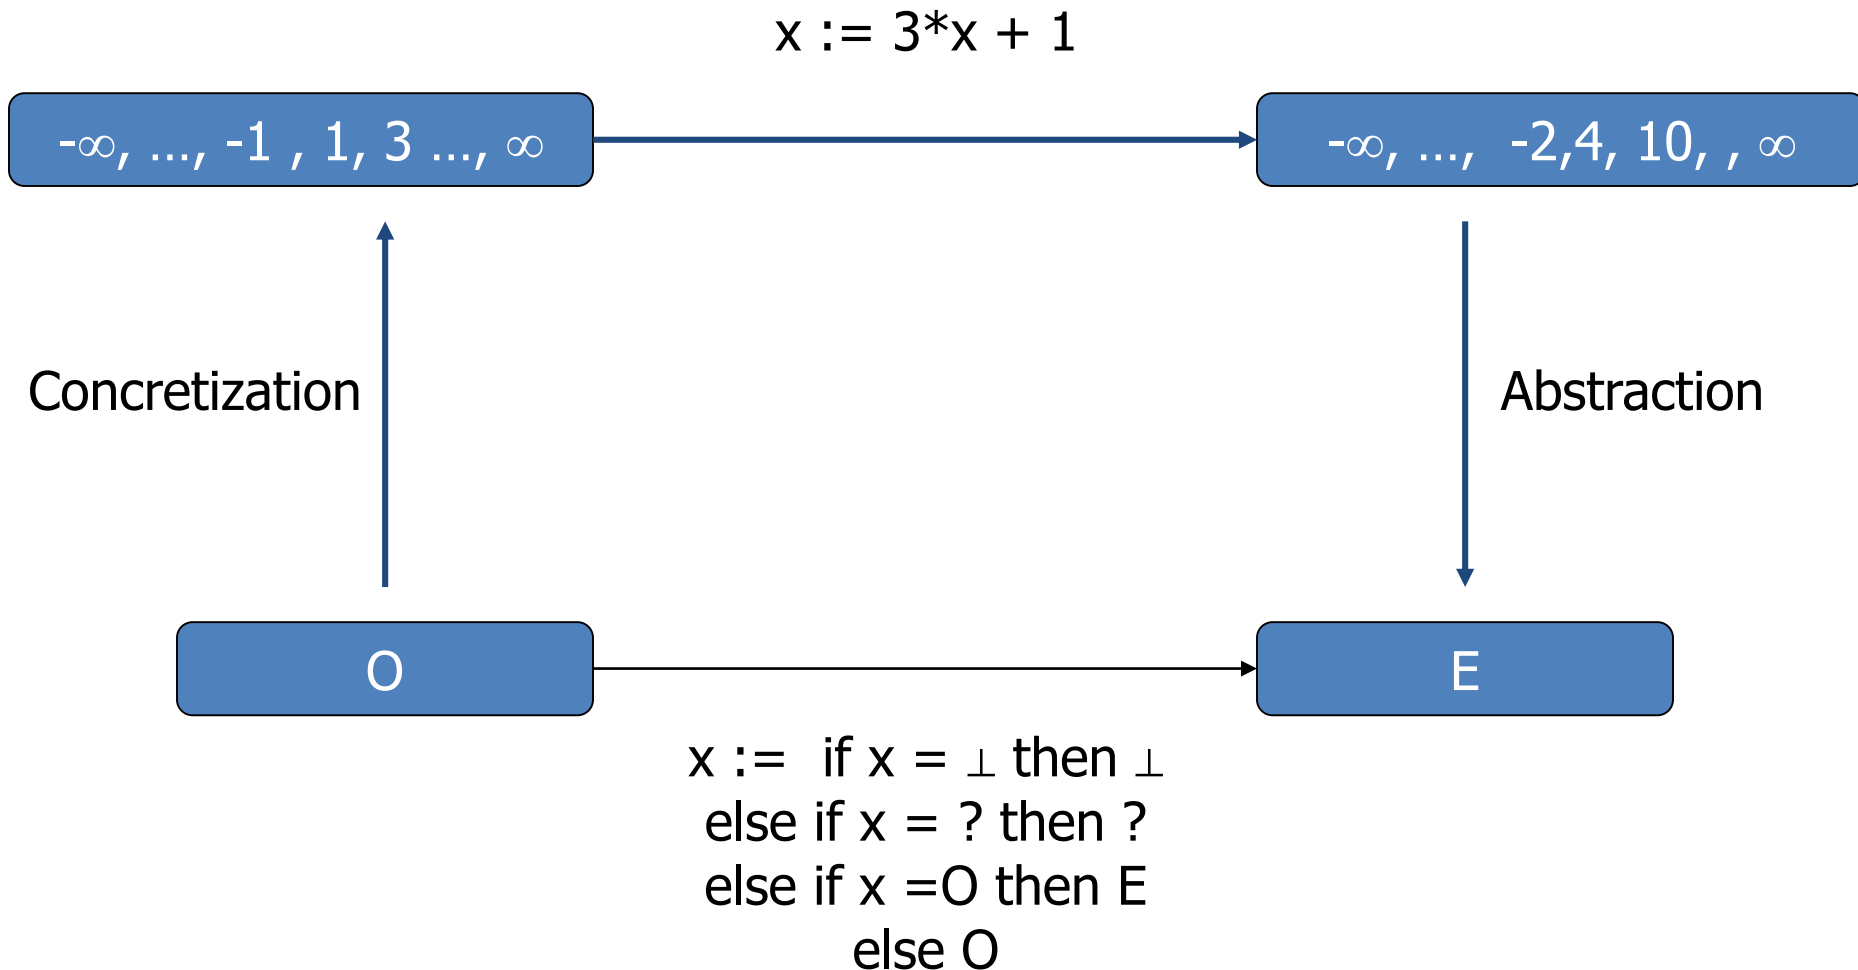 x := 3*x + 1
-∞, …, -1 , 1, 3 …, ∞
-∞, …,  -2,4, 10, , ∞
Concretization
Abstraction
O
E
x :=  if x = ⊥ then ⊥
else if x = ? then ?
else if x =O then E
else O